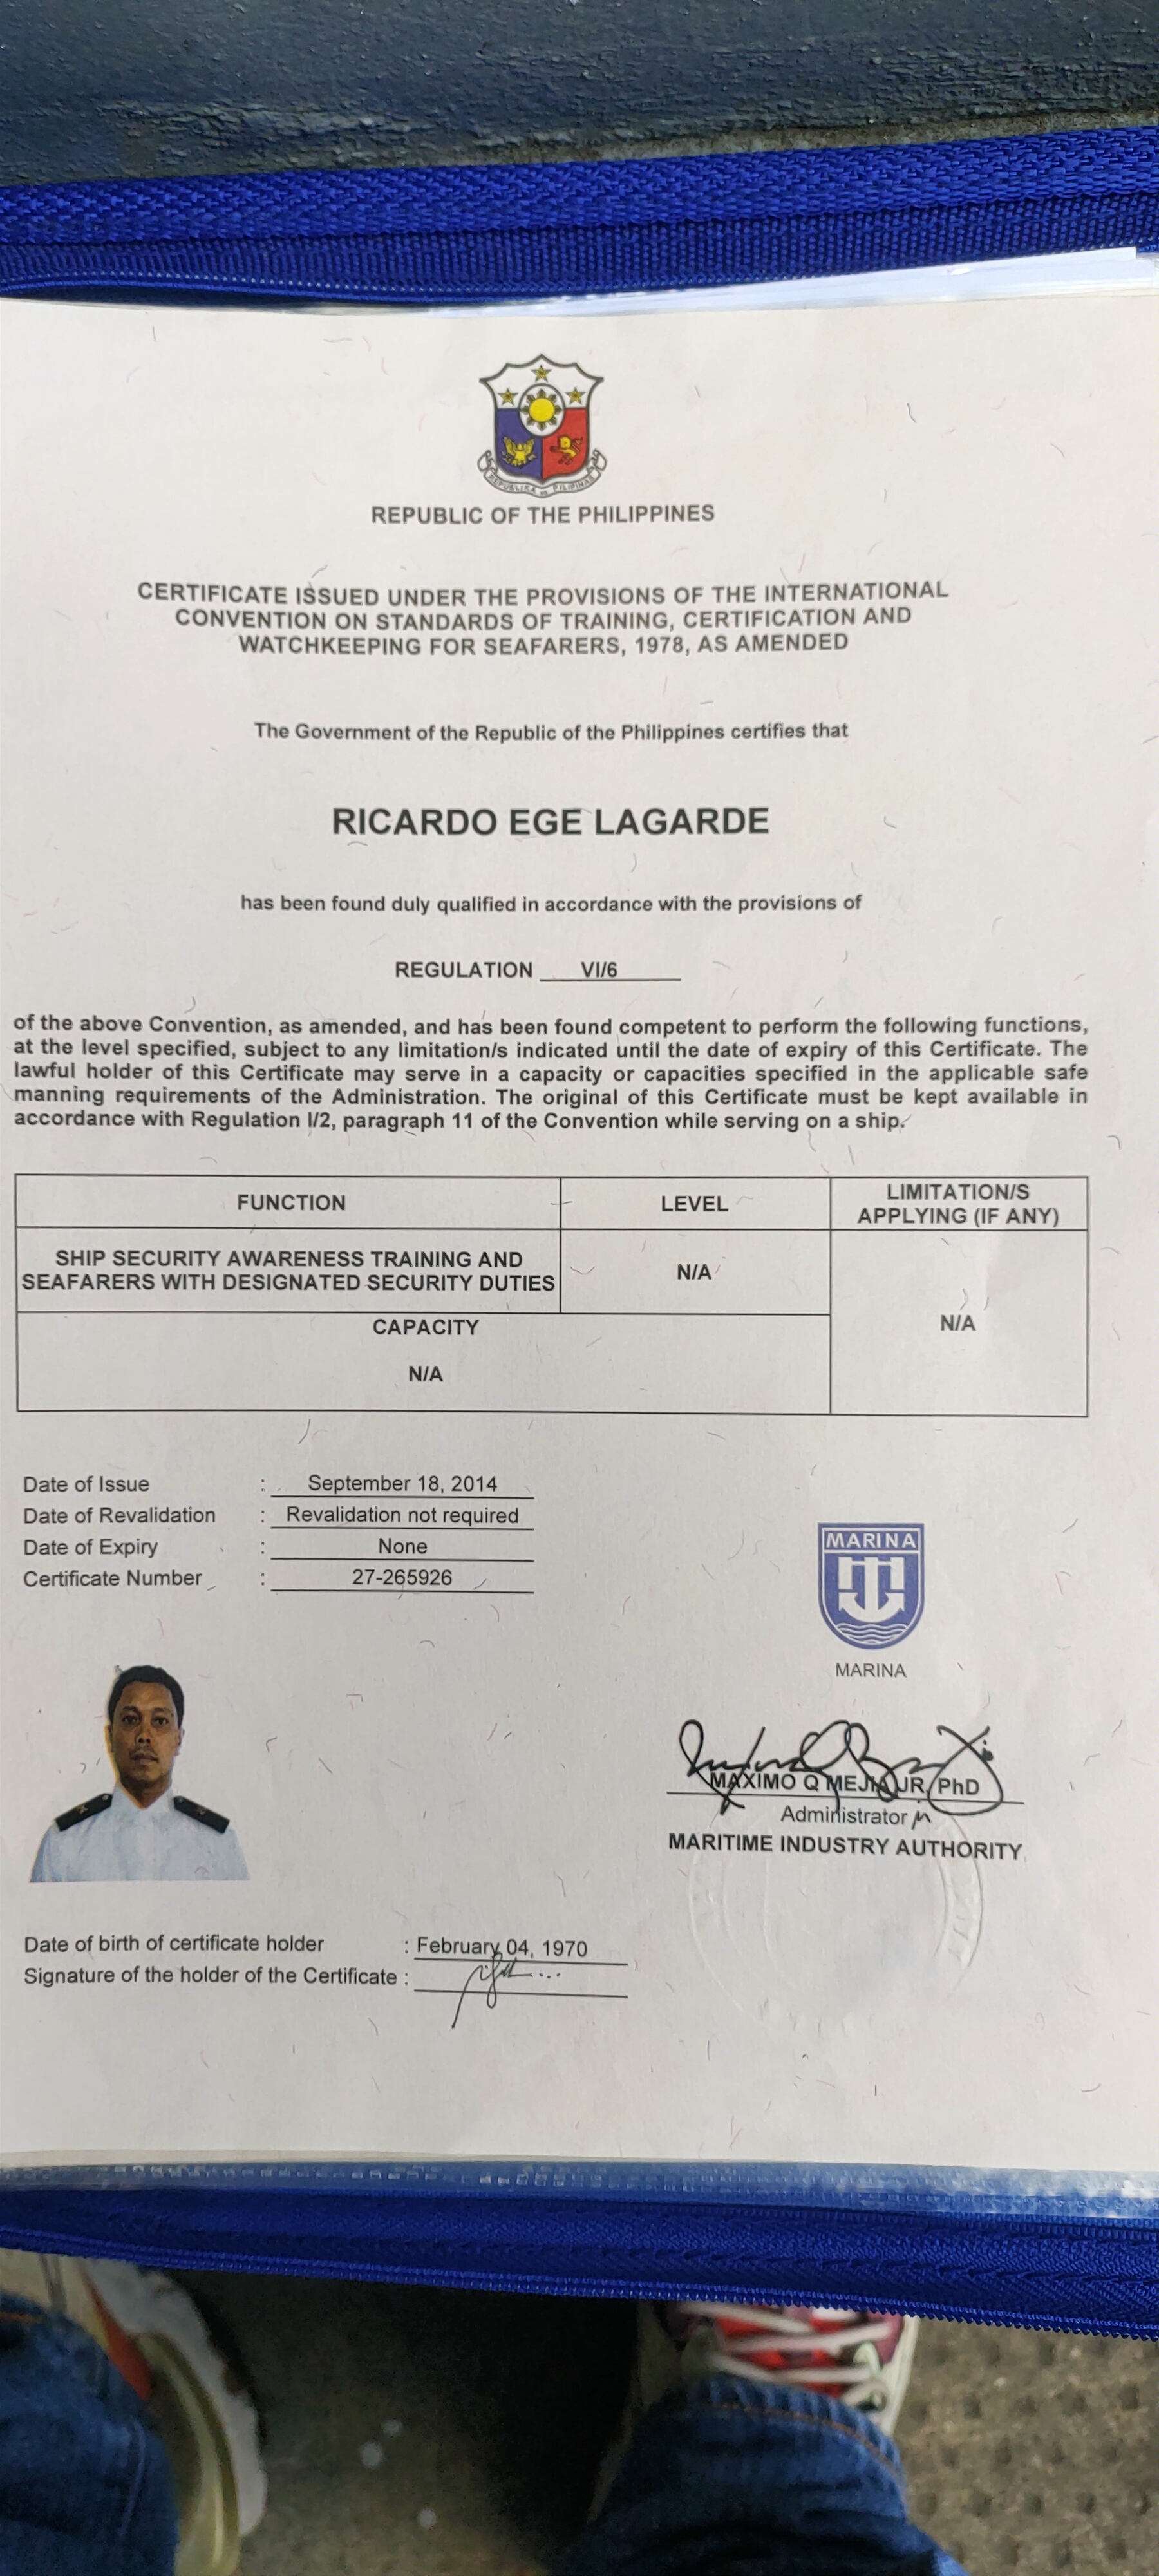 REPUBLIKA NG PILIPINAS
REPUBLIC OF THE PHILIPPINES
CERTIFICATE ISSUED UNDER THE PROVISIONS OF THE INTERNATIONAL
CONVENTION ON STANDARDS OF TRAINING, CERTIFICATION AND
WATCHKEEPING FOR SEAFARERS, 1978, AS AMENDED
The Government of the Republic of the Philippines certifies that
RICARDO EGE LAGARDE
has been found duly qualified in accordance with the provisions of
REGULATION VI/6
of the above Convention, as amended, and has been found competent to perform the following functions,
at the level specified, subject to any limitation/s indicated until the date of expiry of this Certificate. The
lawful holder of this Certificate may serve in a capacity or capacities specified in the applicable safe
manning requirements of the Administration. The original of this Certificate must be kept available in
accordance with Regulation I/2, paragraph 11 of the Convention while serving on a ship.
FUNCTION LEVEL LIMITATION/S
APPLYING (IF ANY)
SHIP SECURITY AWARENESS TRAINING AND
SEAFARERS WITH DESIGNATED SECURITY DUTIES
N/A
N/A
CAPACITY
N/A
Date of Issue : September 18, 2014
Date of Revalidation : Revalidation not required
Date of Expiry : None
Certificate Number : 27-265926
MARINA
MARINA
MAXIMO Q MEJIA JR, PhD
Administrator
MARITIME INDUSTRY AUTHORITY
Date of birth of certificate holder : February 04, 1970
Signature of the holder of the Certificate :